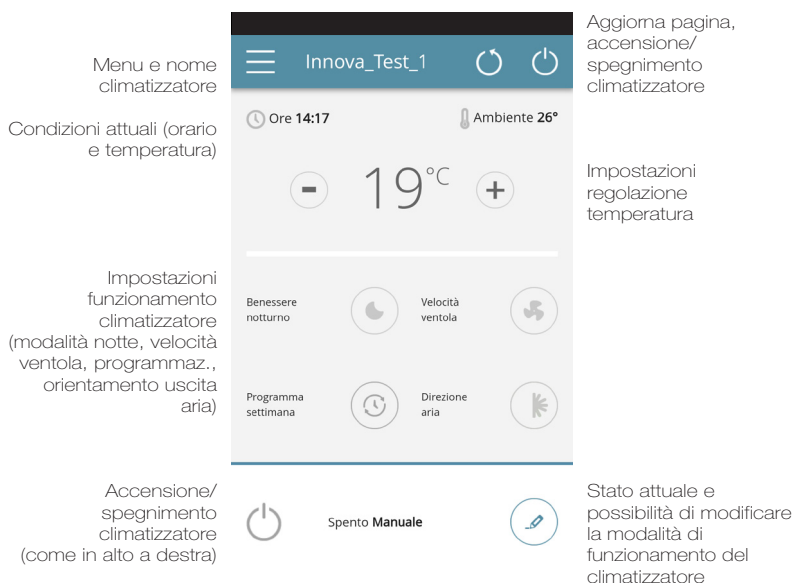 Menu e nome
climatizzatore
Condizioni attuali (orario
e temperatura)
Impostazioni
funzionamento
climatizzatore
(modalità notte, velocità
ventola, programmaz.,
orientamento uscita
aria)
Accensione/
spegnimento
climatizzatore
(come in alto a destra)
Innova_Test_1
Ore 14:17
Ambiente 26°
19°C
Benessere
notturno
Velocità
ventola
Programma
settimana
Direzione
aria
Spento Manuale
Aggiorna pagina,
accensione/
spegnimento
climatizzatore
Impostazioni
regolazione
temperatura
Stato attuale e
possibilità di modificare
la modalità di
funzionamento del
climatizzatore